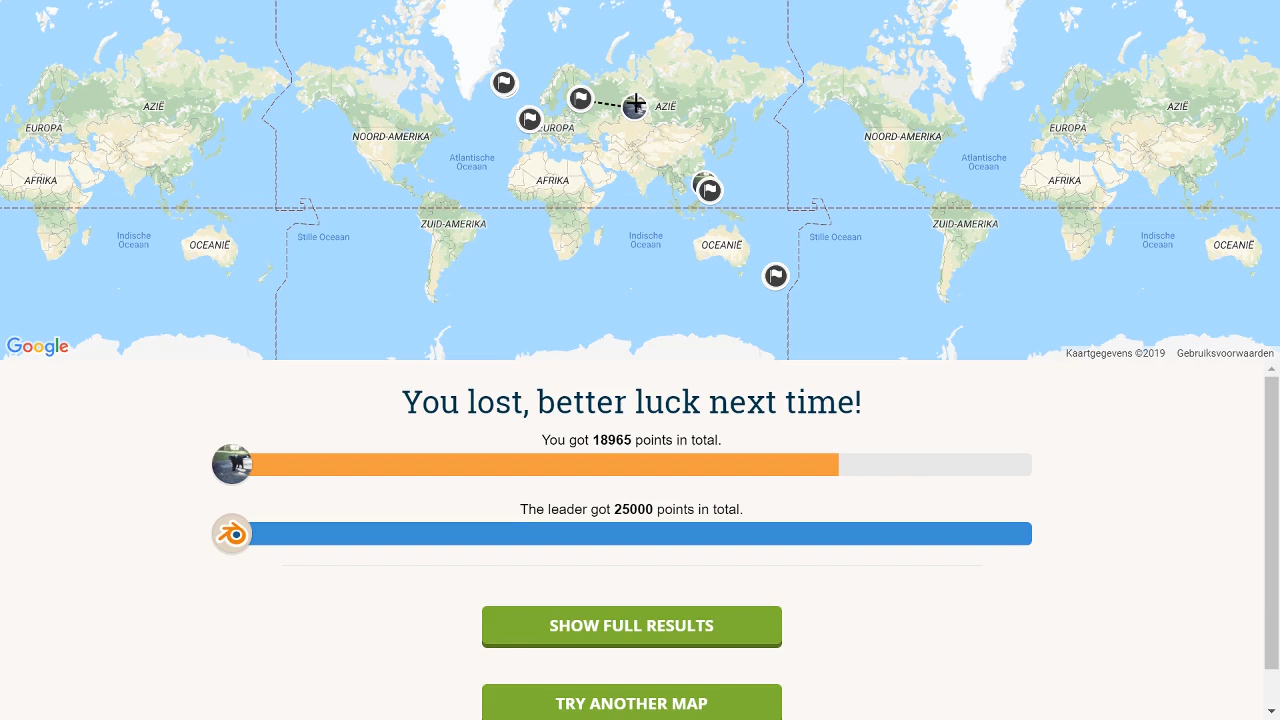 AZIË
AZIË
AZIË
EUROPA
EUROPA
EUROPA
NOORD-AMERIKA
NOORD-AMERIKA
Atlantische
Oceaan
Atlantische
Oceaan
AFRIKA
AFRIKA
AFRIKA
ZUID-AMERIKA
ZUID-AMERIKA
Indische
Oceaan
Stille Oceaan
Indische
Oceaan
Stille Oceaan
Indische
Oceaan
OCEANIË
OCEANIË
OCEANIË
Google
Kaartgegevens ©2019 Gebruiksvoorwaarden
You lost, better luck next time!
You got 18965 points in total.
The leader got 25000 points in total.
SHOW FULL RESULTS
TRY ANOTHER MAP